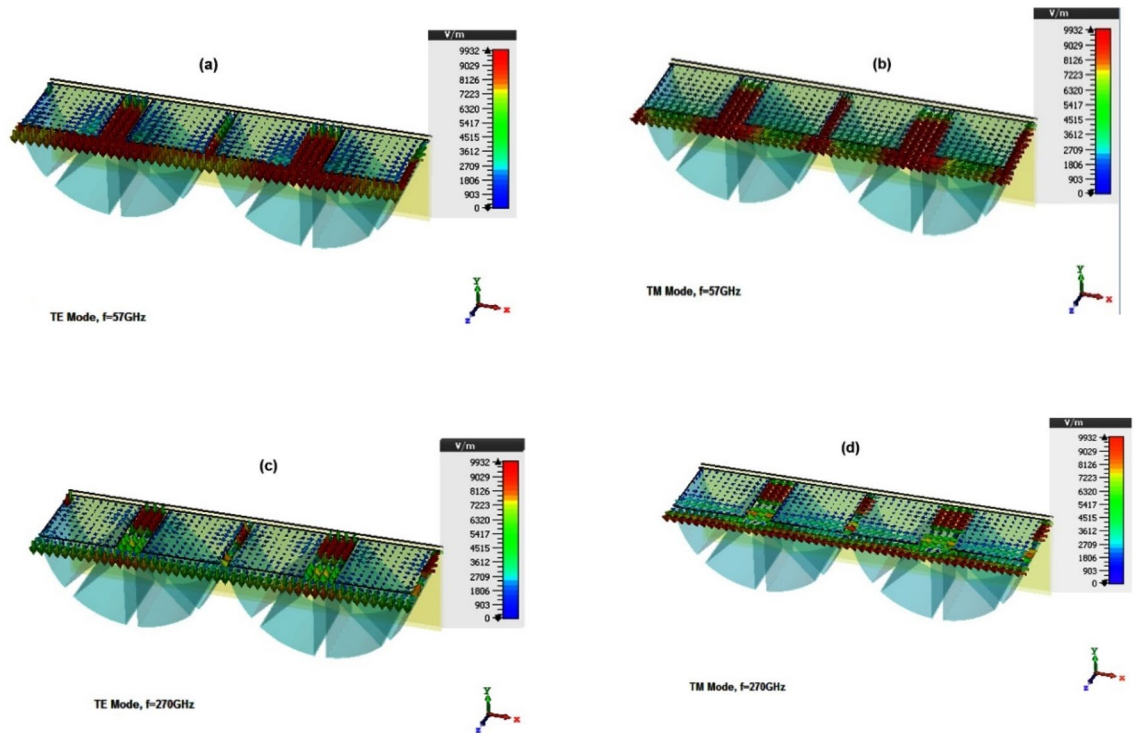 (a)
V/m
9932
9029
8126
7223
6320
5417
4515
3612
2709
1806
903
0
Y
x
z
TE Mode, f=57GHz
(b)
V/m
9932
9029
8126
7223
6320
5417
4515
3612
2709
1806
903
0
Y
x
z
TM Mode, f=57GHz
(c)
V/m
9932
9029
8126
7223
6320
5417
4515
3612
2709
1806
903
0
Y
x
z
TE Mode, f=270GHz
(d)
V/m
9932
9029
8126
7223
6320
5417
4515
3612
2709
1806
903
0
Y
x
z
TM Mode, f=270GHz